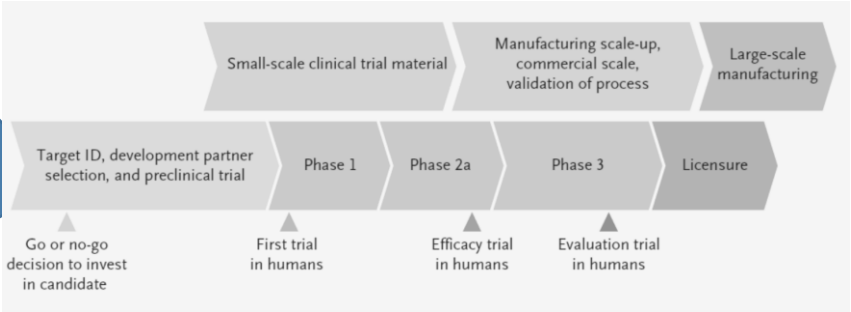 Small-scale clinical trial material
Manufacturing scale-up,
commercial scale,
validation of process
Large-scale
manufacturing
Target ID, development partner
selection, and preclinical trial
Phase 1
Phase 2a
Phase 3
Licensure
Go or no-go
decision to invest
in candidate
First trial
in humans
Efficacy trial
in humans
Evaluation trial
in humans